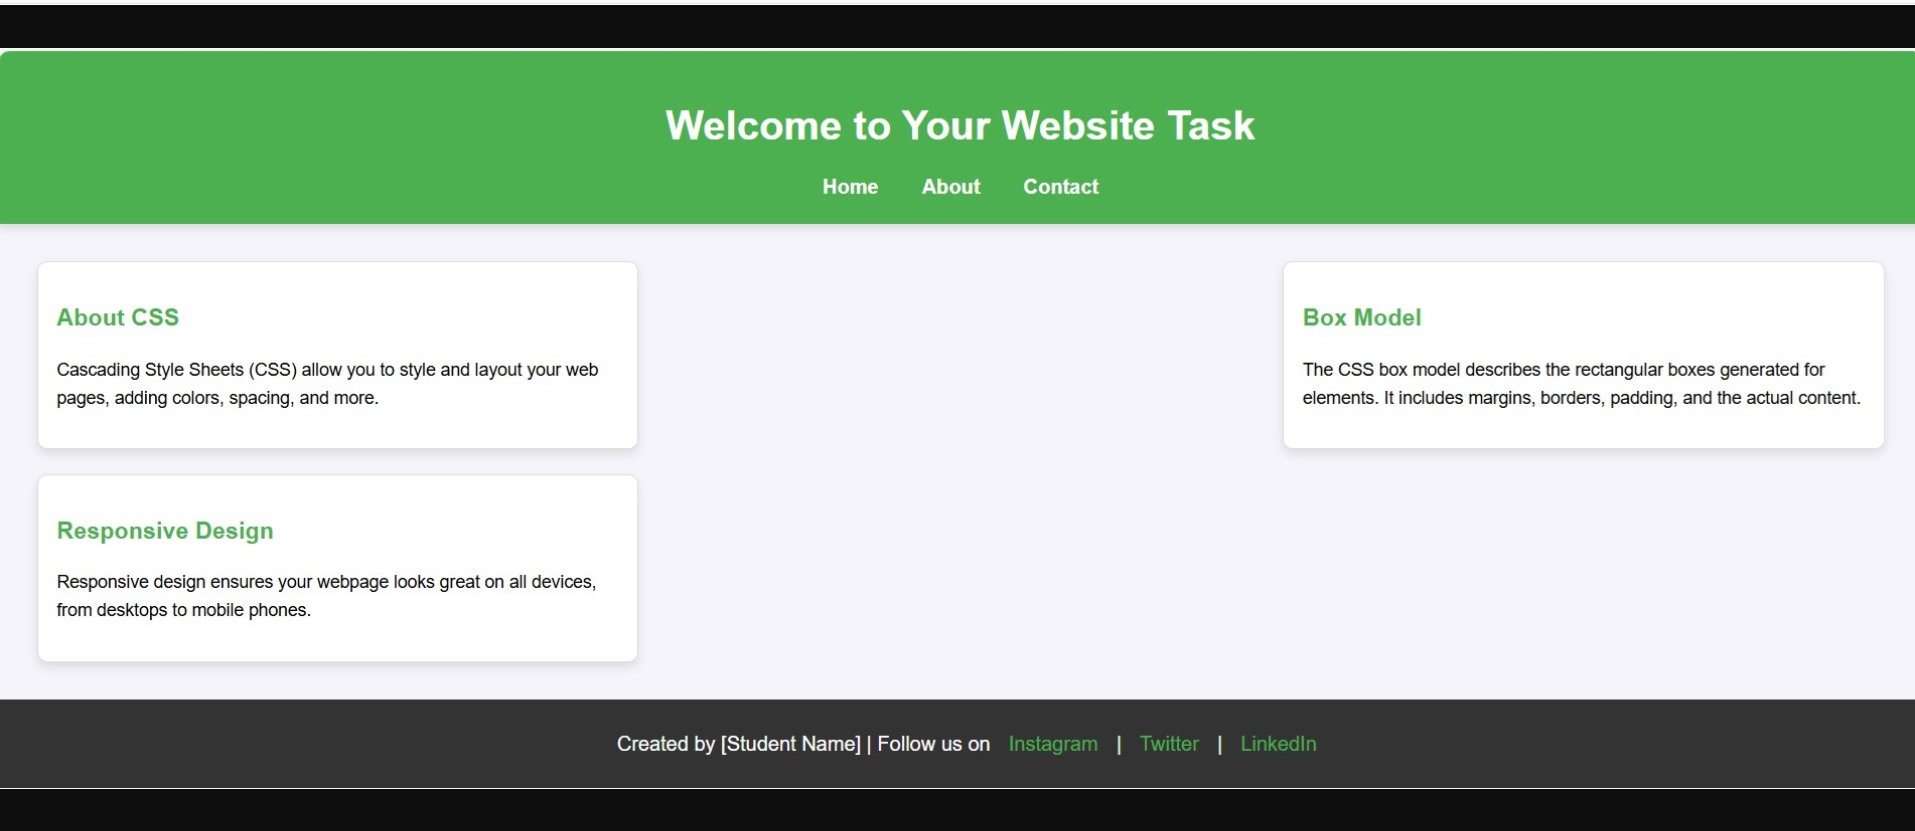 Welcome to Your Website Task
Home About Contact
About CSS
Cascading Style Sheets (CSS) allow you to style and layout your web
pages, adding colors, spacing, and more.
Box Model
The CSS box model describes the rectangular boxes generated for
elements. It includes margins, borders, padding, and the actual content.
Responsive Design
Responsive design ensures your webpage looks great on all devices,
from desktops to mobile phones.
Created by [Student Name] | Follow us on Instagram | Twitter | LinkedIn